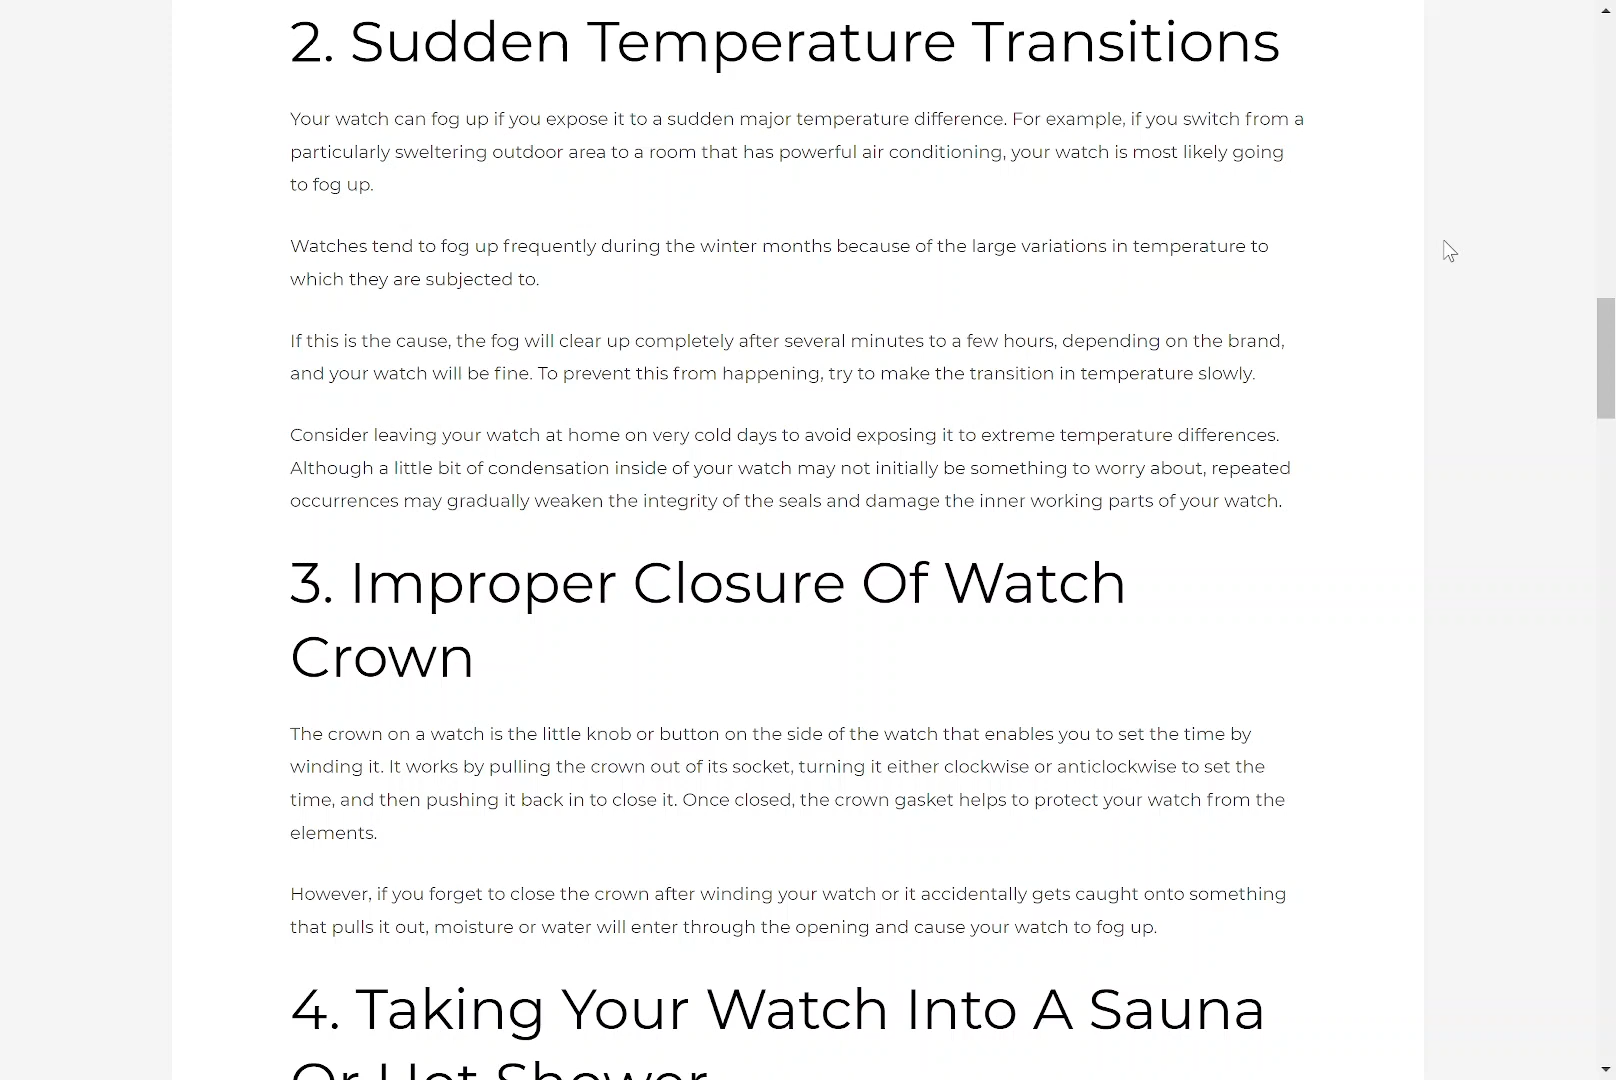 2. Sudden Temperature Transitions
Your watch can fog up if you expose it to a sudden major temperature difference. For example, if you switch from a
particularly sweltering outdoor area to a room that has powerful air conditioning, your watch is most likely going
to fog up.
Watches tend to fog up frequently during the winter months because of the large variations in temperature to
which they are subjected to.
If this is the cause, the fog will clear up completely after several minutes to a few hours, depending on the brand,
and your watch will be fine. To prevent this from happening, try to make the transition in temperature slowly.
Consider leaving your watch at home on very cold days to avoid exposing it to extreme temperature differences.
Although a little bit of condensation inside of your watch may not initially be something to worry about, repeated
occurrences may gradually weaken the integrity of the seals and damage the inner working parts of your watch.
3. Improper Closure Of Watch
Crown
The crown on a watch is the little knob or button on the side of the watch that enables you to set the time by
winding it. It works by pulling the crown out of its socket, turning it either clockwise or anticlockwise to set the
time, and then pushing it back in to close it. Once closed, the crown gasket helps to protect your watch from the
elements.
However, if you forget to close the crown after winding your watch or it accidentally gets caught onto something
that pulls it out, moisture or water will enter through the opening and cause your watch to fog up.
4. Taking Your Watch Into A Sauna
Or Hot Shower